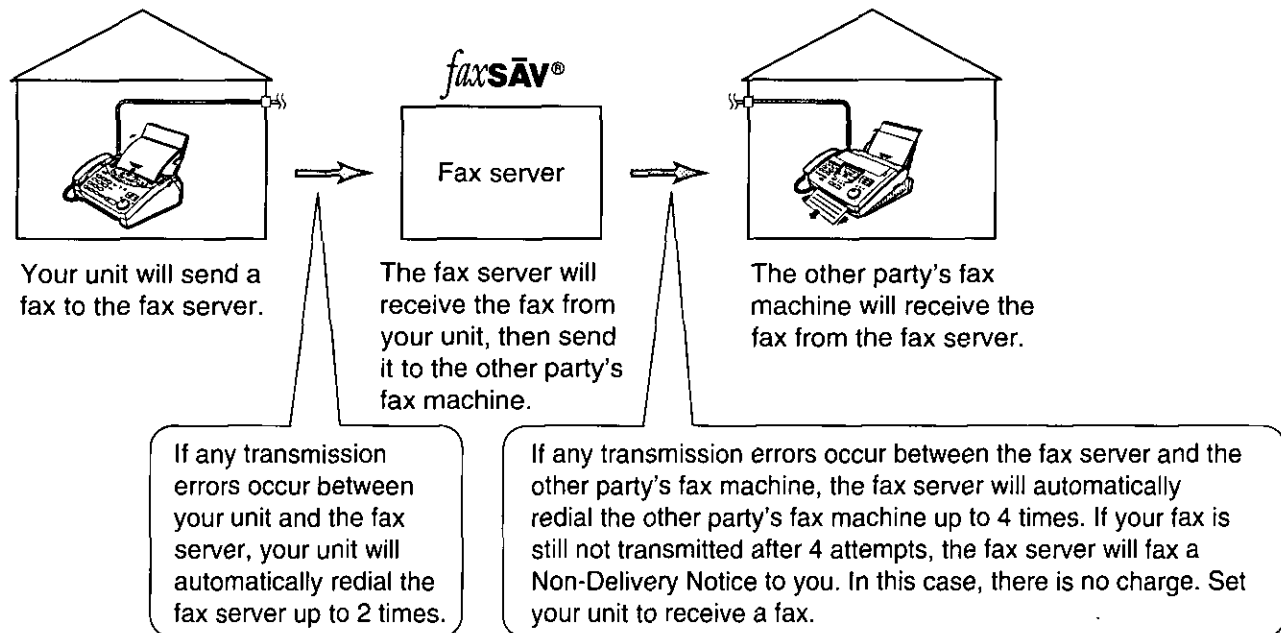 faxSĀV®
Fax server
Your unit will send a
fax to the fax server.
The fax server will
receive the fax from
your unit, then send
it to the other party's
fax machine.
The other party's fax
machine will receive the
fax from the fax server.
If any transmission
errors occur between
your unit and the fax
server, your unit will
automatically redial the
fax server up to 2 times.
If any transmission errors occur between the fax server and the
other party's fax machine, the fax server will automatically
redial the other party's fax machine up to 4 times. If your fax is
still not transmitted after 4 attempts, the fax server will fax a
Non-Delivery Notice to you. In this case, there is no charge. Set
your unit to receive a fax.